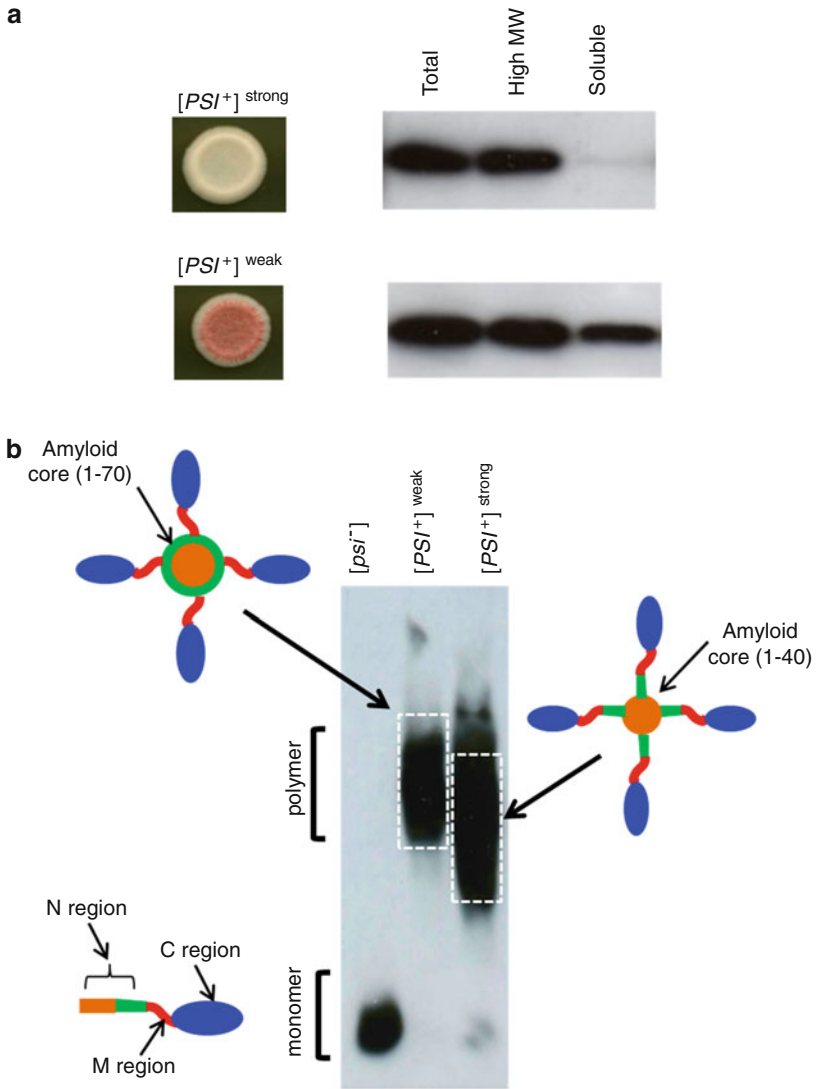 a
Total
High MW
Soluble
[PSI⁺] strong
[PSI⁺] weak
b
Amyloid
core (1-70)
[psi⁻]
[PSI⁺] weak
[PSI⁺] strong
Amyloid
core (1-40)
polymer
N region
C region
M region
monomer